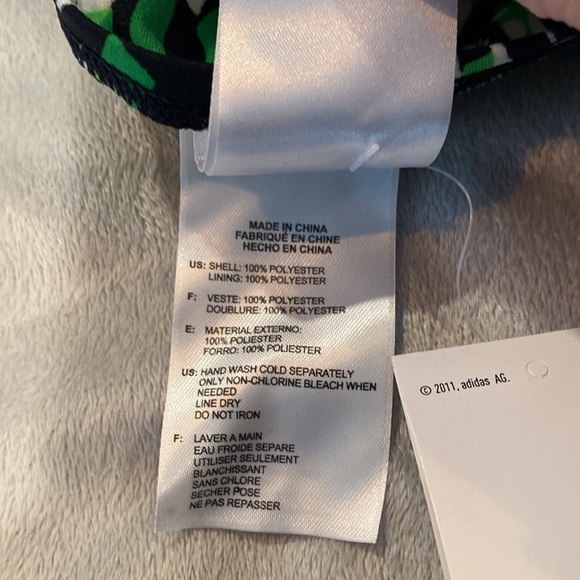 MADE IN CHINA
FABRIQUÉ EN CHINE
HECHO EN CHINA
US: SHELL: 100% POLYESTER
LINING: 100% POLYESTER
F: VESTE: 100% POLYESTER
DOUBLURE: 100% POLYESTER
E: MATERIAL EXTERNO:
100% POLIESTER
FORRO: 100% POLIESTER
US: HAND WASH COLD SEPARATELY
ONLY NON-CHLORINE BLEACH WHEN
NEEDED
LINE DRY
DO NOT IRON
F: LAVER A MAIN
EAU FROIDE SEPARE
UTILISER SEULEMENT
BLANCHISSANT
SANS CHLORE
SECHER POSE
NE PAS REPASSER
© 2011, adidas AG.